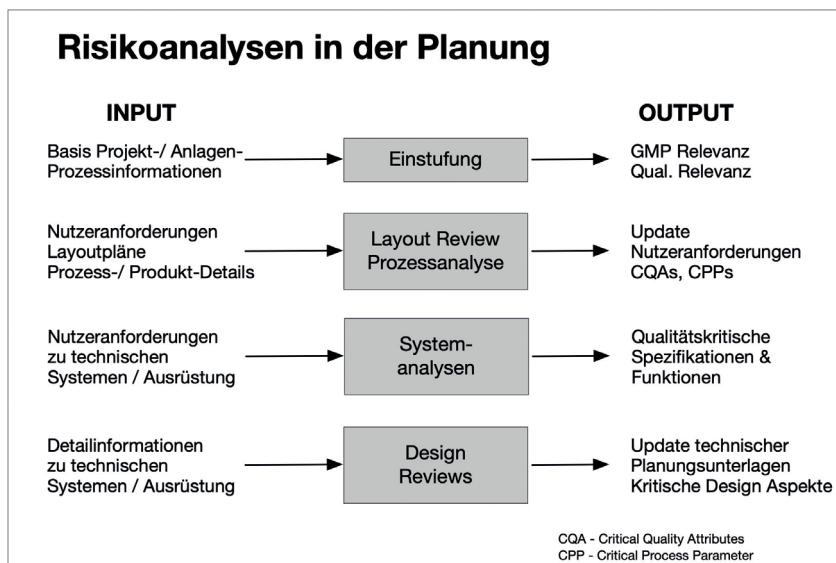 Risikoanalysen in der Planung
INPUT
OUTPUT
Basis Projekt-/ Anlagen-
Prozessinformationen
Einstufung
GMP Relevanz
Qual. Relevanz
Nutzeranforderungen
Layoutpläne
Prozess-/ Produkt-Details
Layout Review
Prozessanalyse
Update
Nutzeranforderungen
CQAs, CPPs
Nutzeranforderungen
zu technischen
Systemen / Ausrüstung
System-
analysen
Qualitätskritische
Spezifikationen &
Funktionen
Detailinformationen
zu technischen
Systemen / Ausrüstung
Design
Reviews
Update technischer
Planungsunterlagen
Kritische Design Aspekte
CQA - Critical Quality Attributes
CPP - Critical Process Parameter